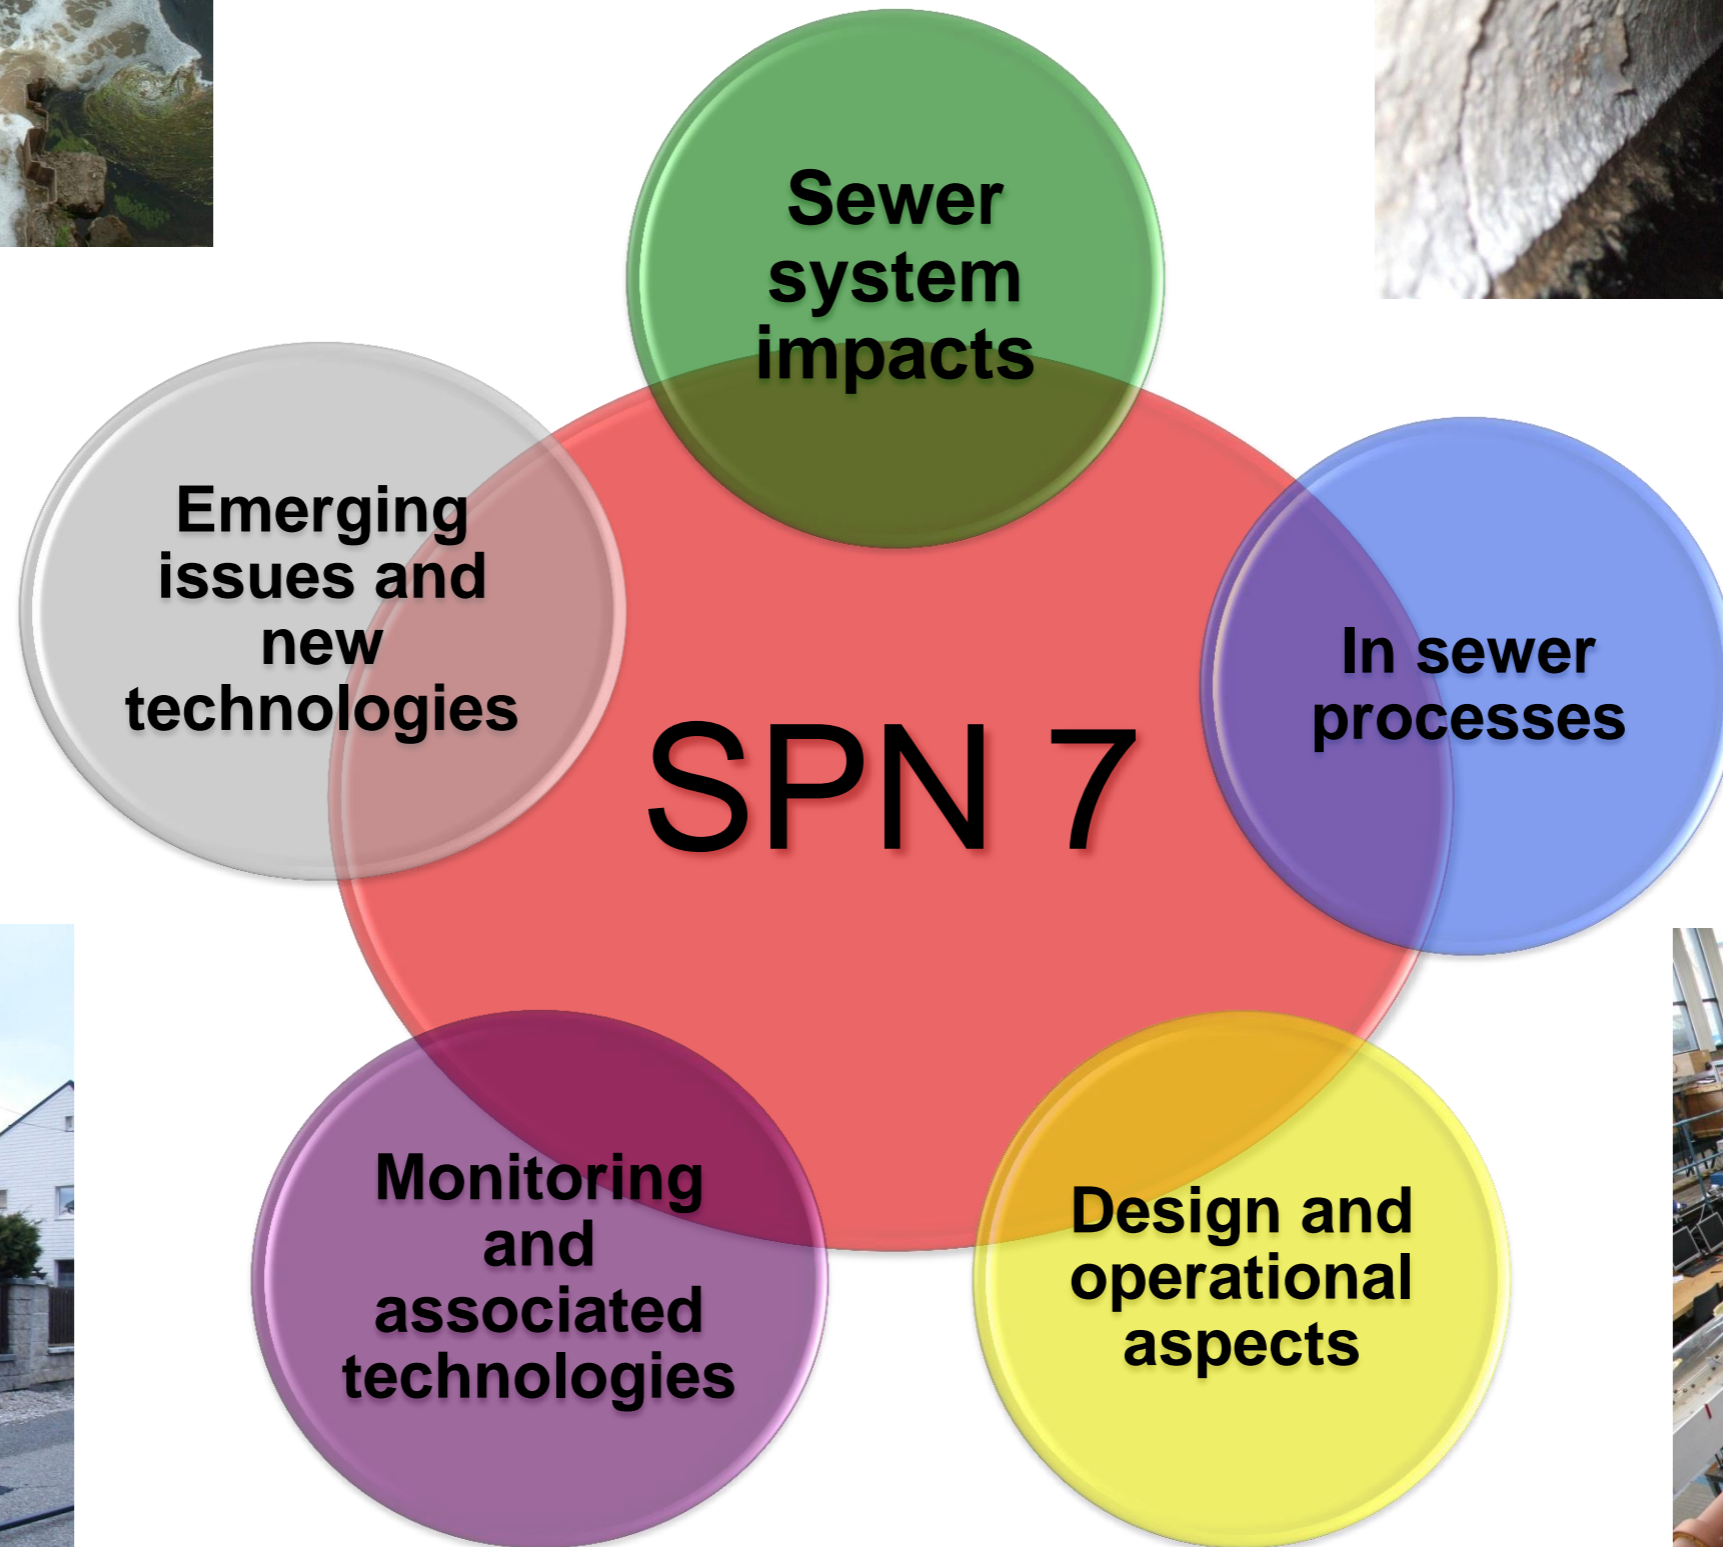 Sewer
system
impacts
Emerging
issues and
new
technologies
In sewer
processes
SPN 7
Monitoring
and
associated
technologies
Design and
operational
aspects